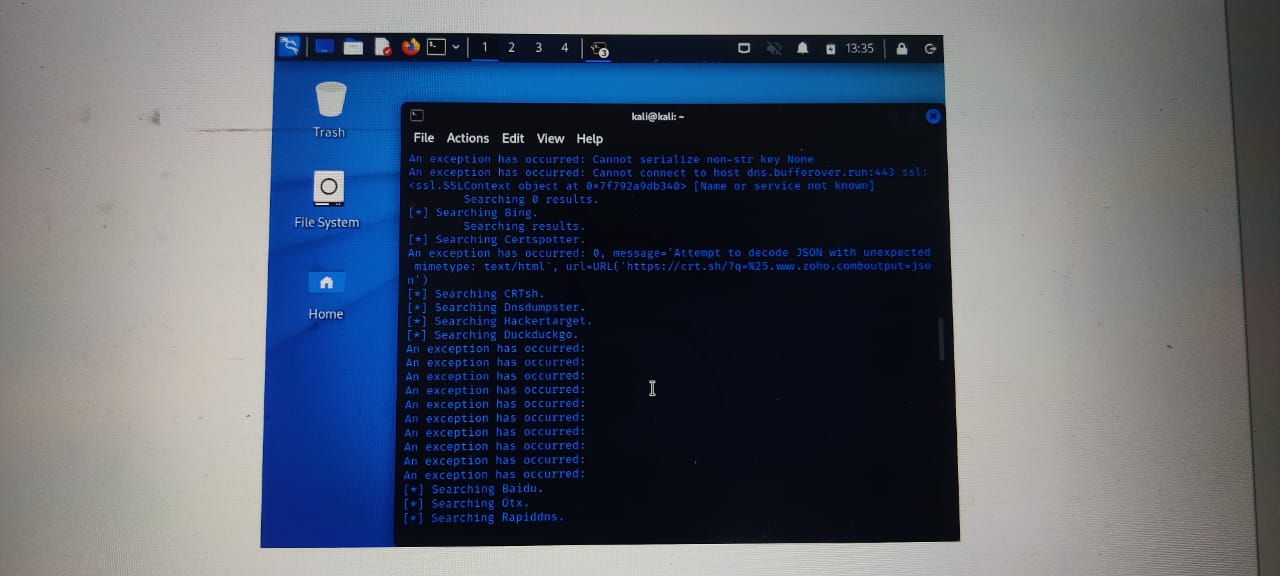 1 2 3 4 3 13:35
Trash
File System
Home
kali@kali: ~
File Actions Edit View Help
An exception has occurred: Cannot serialize non-str key None
An exception has occurred: Cannot connect to host dns.bufferover.run:443 ssl:
<ssl.SSLContext object at 0×7f792a9db340> [Name or service not known]
Searching 0 results.
[*] Searching Bing.
Searching results.
[*] Searching Certspotter.
An exception has occurred: 0, message='Attempt to decode JSON with unexpected
mimetype: text/html', url=URL('https://crt.sh/?q=%25.www.zoho.com&output=jso
n')
[*] Searching CRTsh.
[*] Searching Dnsdumpster.
[*] Searching Hackertarget.
[*] Searching Duckduckgo.
An exception has occurred:
An exception has occurred:
An exception has occurred:
An exception has occurred:
An exception has occurred:
An exception has occurred:
An exception has occurred:
An exception has occurred:
An exception has occurred:
An exception has occurred:
[*] Searching Baidu.
[*] Searching Otx.
[*] Searching Rapiddns.